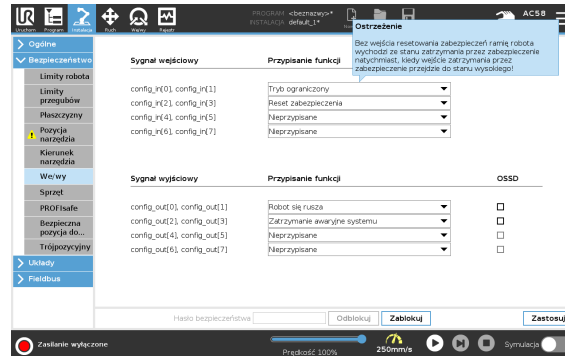 UR
Uruchom
Program
Instalacja
Ruch
Wejwy
Rejestr
PROGRAM <beznazwy>*
INSTALACJA default_1*
AC58
Ostrzeżenie
Bez wejścia resetowania zabezpieczeń ramię robota
wychodzi ze stanu zatrzymania przez zabezpieczenie
natychmiast, kiedy wejście zatrzymania przez
zabezpieczenie przejdzie do stanu wysokiego!
Ogólne
Bezpieczeństwo
Limity robota
Limity
przegubów
Płaszczyzny
Pozycja
narzędzia
Kierunek
narzędzia
We/wy
Sprzęt
PROFIsafe
Bezpieczna
pozycja do...
Trójpozycyjny
Układy
Fieldbus
Sygnał wejściowy Przypisanie funkcji
config_in[0], config_in[1] Tryb ograniczony
config_in[2], config_in[3] Reset zabezpieczenia
config_in[4], config_in[5] Nieprzypisane
config_in[6], config_in[7] Nieprzypisane
Sygnał wyjściowy Przypisanie funkcji OSSD
config_out[0], config_out[1] Robot się rusza
config_out[2], config_out[3] Zatrzymanie awaryjne systemu
config_out[4], config_out[5] Nieprzypisane
config_out[6], config_out[7] Nieprzypisane
Hasło bezpieczeństwa Odblokuj Zablokuj Zastosuj
Zasilanie wyłączone
Prędkość 100%
250mm/s
Symulacja